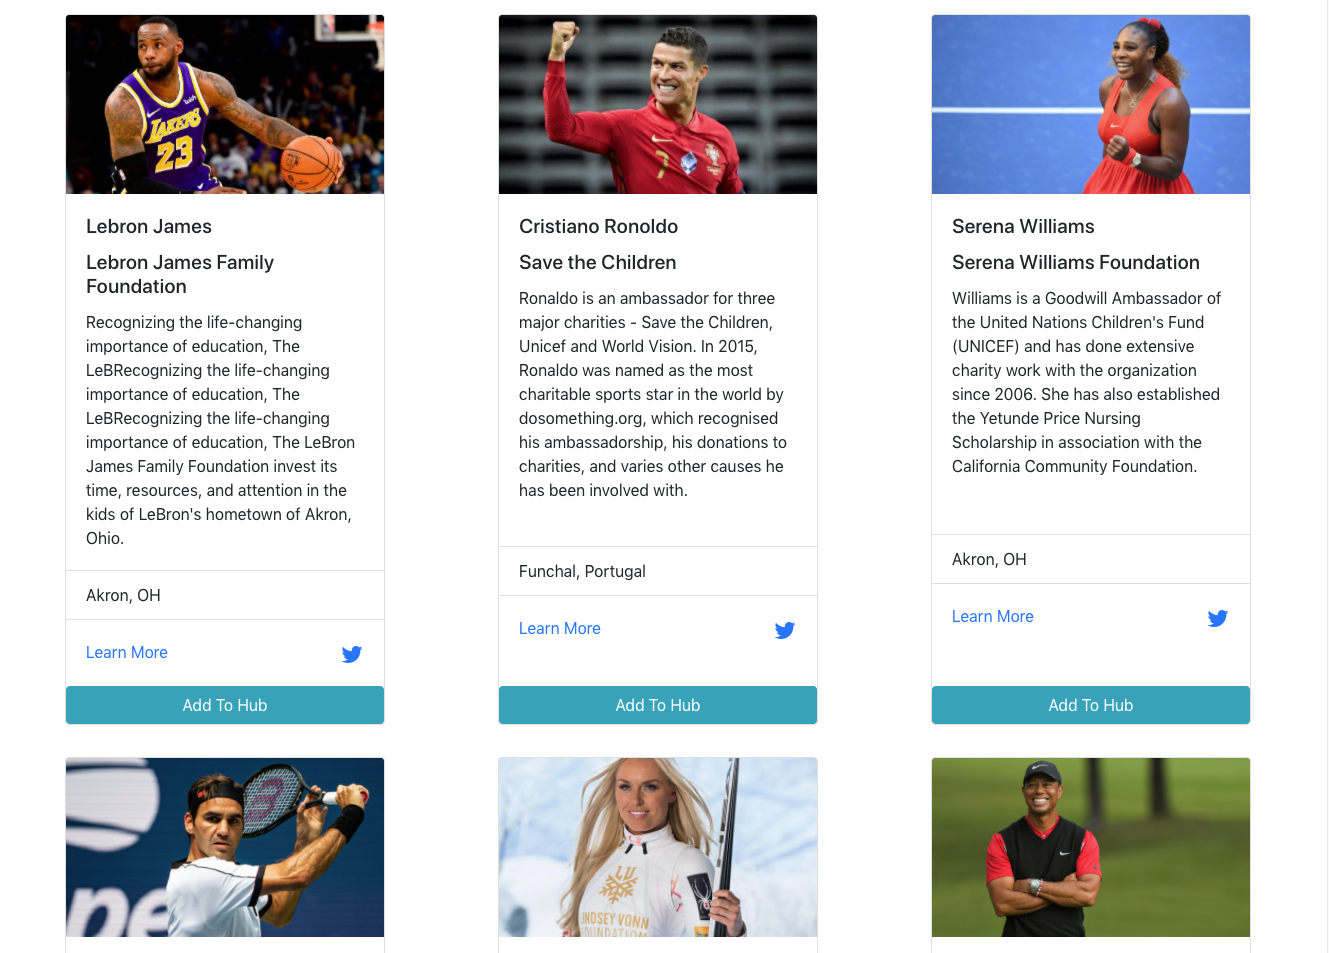 LAKERS
23
wish
7
Lebron James
Lebron James Family
Foundation
Recognizing the life-changing
importance of education, The
LeBRecognizing the life-changing
importance of education, The
LeBRecognizing the life-changing
importance of education, The LeBron
James Family Foundation invest its
time, resources, and attention in the
kids of LeBron's hometown of Akron,
Ohio.
Akron, OH
Learn More
Add To Hub
Cristiano Ronaldo
Save the Children
Ronaldo is an ambassador for three
major charities - Save the Children,
Unicef and World Vision. In 2015,
Ronaldo was named as the most
charitable sports star in the world by
dosomething.org, which recognised
his ambassadorship, his donations to
charities, and varies other causes he
has been involved with.
Funchal, Portugal
Learn More
Add To Hub
Serena Williams
Serena Williams Foundation
Williams is a Goodwill Ambassador of
the United Nations Children's Fund
(UNICEF) and has done extensive
charity work with the organization
since 2006. She has also established
the Yetunde Price Nursing
Scholarship in association with the
California Community Foundation.
Akron, OH
Learn More
Add To Hub
pe
LV
LINDSEY VONN
FOUNDATION